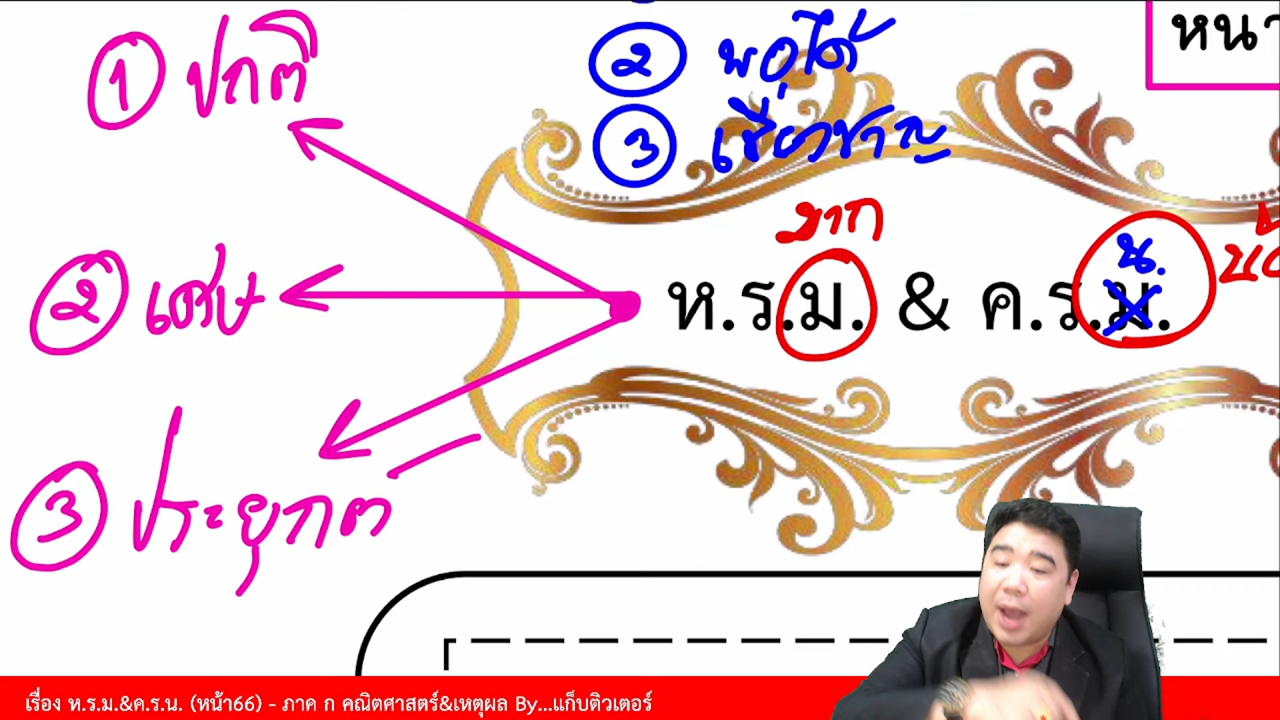 หนา
① ปกติ
② พอได้
③ เชี่ยวชาญ
มาก
ห.ร.ม. & ค.ร.ม.
น.
② เศษ
③ ประยุกต์
เรื่อง ห.ร.ม.&ค.ร.น. (หน้า66) - ภาค ก คณิตศาสตร์&เหตุผล By...แก็บติวเตอร์